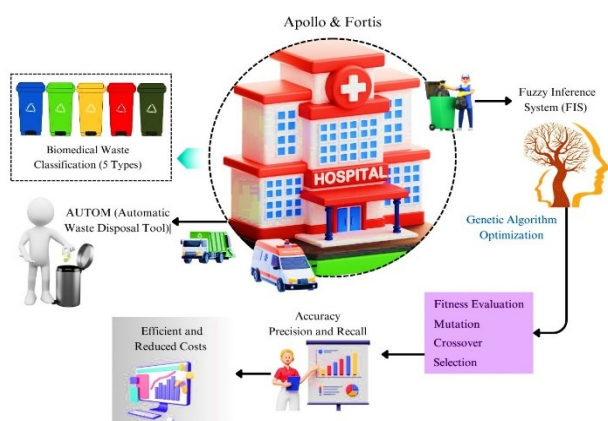 Apollo & Fortis
Biomedical Waste
Classification (5 Types)
HOSPITAL
Fuzzy Inference
System (FIS)
AUTOM (Automatic
Waste Disposal Tool)
Genetic Algorithm
Optimization
Fitness Evaluation
Mutation
Crossover
Selection
Accuracy
Precision and Recall
Efficient and
Reduced Costs